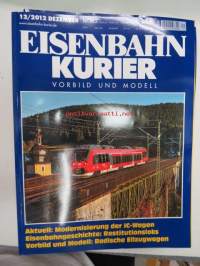 12/2012 DEZEMBER
EISENBAHN
KURIER
VORBILD UND MODELL
Aktuell: Modernisierung der IC-Wagen
Eisenbahngeschichte: Restitutionsloks
Vorbild und Modell: Badische Eilzugwagen